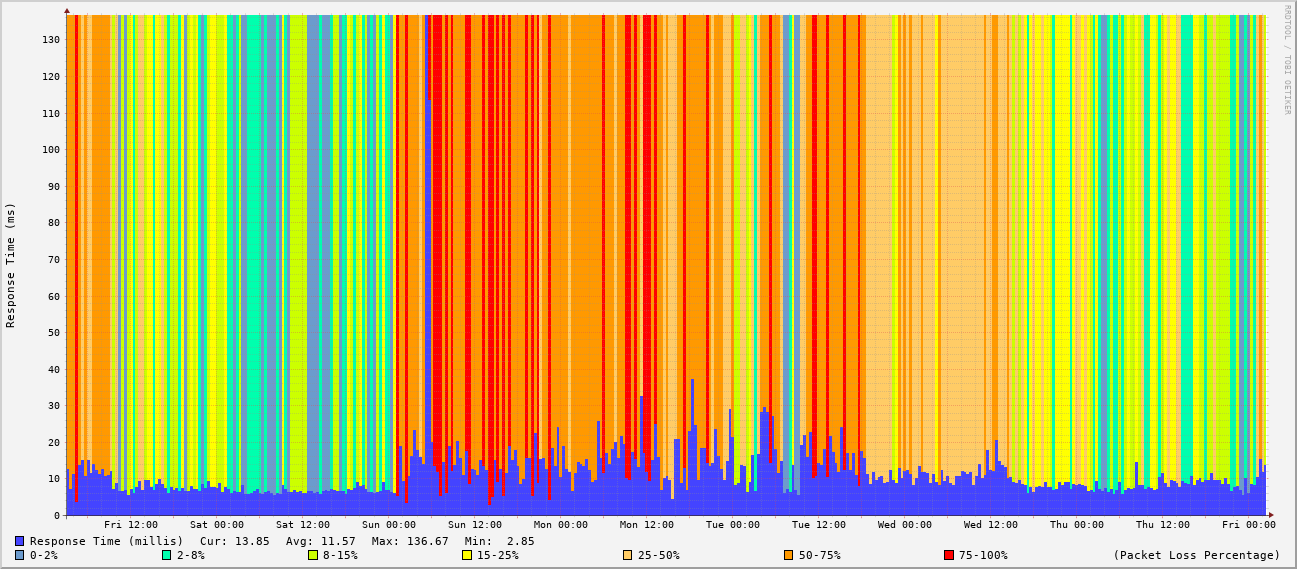 RRDTOOL / TOBI OETIKER
Response Time (ms)
130
120
110
100
90
80
70
60
50
40
30
20
10
0
Fri 12:00 Sat 00:00 Sat 12:00 Sun 00:00 Sun 12:00 Mon 00:00 Mon 12:00 Tue 00:00 Tue 12:00 Wed 00:00 Wed 12:00 Thu 00:00 Thu 12:00 Fri 00:00
Response Time (millis) Cur: 13.85 Avg: 11.57 Max: 136.67 Min: 2.85
0-2% 2-8% 8-15% 15-25% 25-50% 50-75% 75-100% (Packet Loss Percentage)